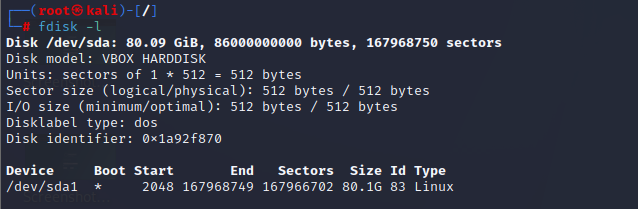 ┌──(root㉿kali)-[/]
└─# fdisk -l
Disk /dev/sda: 80.09 GiB, 86000000000 bytes, 167968750 sectors
Disk model: VBOX HARDDISK
Units: sectors of 1 * 512 = 512 bytes
Sector size (logical/physical): 512 bytes / 512 bytes
I/O size (minimum/optimal): 512 bytes / 512 bytes
Disklabel type: dos
Disk identifier: 0x1a92f870

Device     Boot Start       End   Sectors  Size Id Type
/dev/sda1  *     2048 167968749 167966702 80.1G 83 Linux